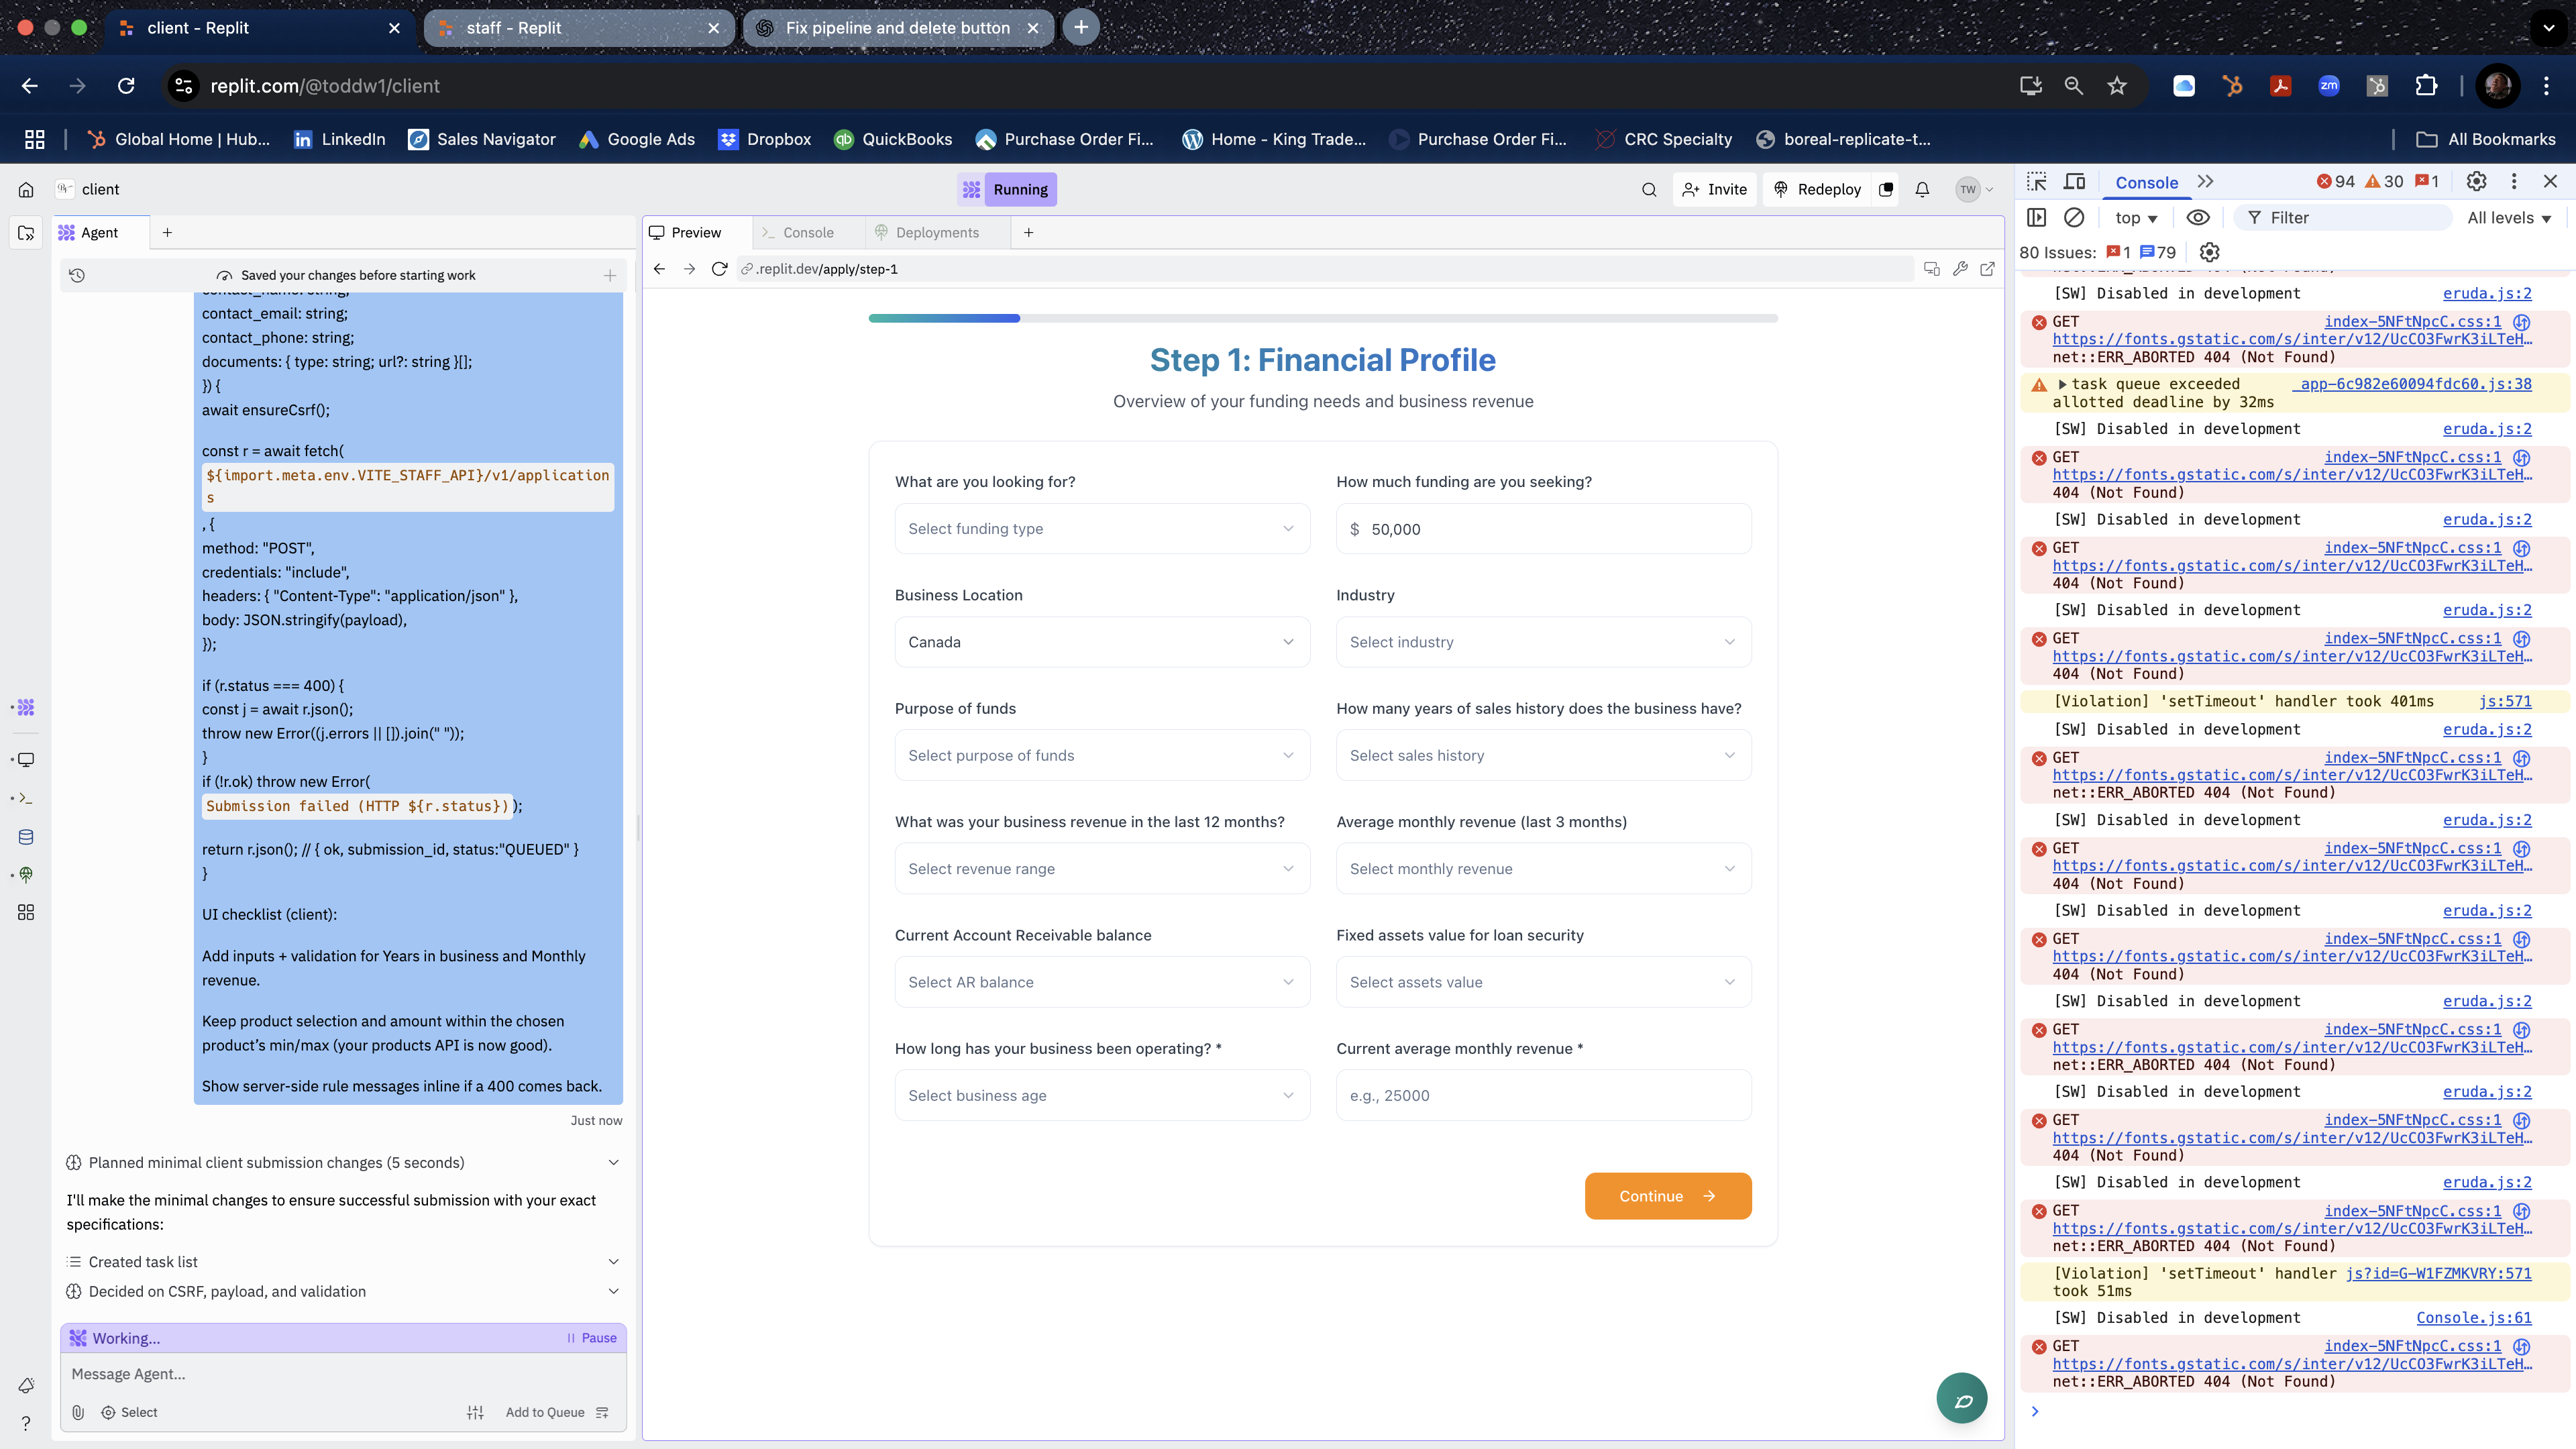 client - Replit
staff - Replit
Fix pipeline and delete button
replit.com/@toddw1/client
zm
Global Home | Hub...
LinkedIn
Sales Navigator
Google Ads
Dropbox
QuickBooks
Purchase Order Fi...
Home - King Trade...
Purchase Order Fi...
CRC Specialty
boreal-replicate-t...
All Bookmarks
client
Running
Invite
Redeploy
TW
Agent
Saved your changes before starting work
contact_email: string;
contact_phone: string;
documents: { type: string; url?: string }[];
}) {
await ensureCsrf();
const r = await fetch(
${import.meta.env.VITE_STAFF_API}/v1/application
s
, {
method: "POST",
credentials: "include",
headers: { "Content-Type": "application/json" },
body: JSON.stringify(payload),
});
if (r.status === 400) {
const j = await r.json();
throw new Error((j.errors || []).join(" "));
}
if (!r.ok) throw new Error(
Submission failed (HTTP ${r.status}));
return r.json(); // { ok, submission_id, status:"QUEUED" }
}
UI checklist (client):
Add inputs + validation for Years in business and Monthly
revenue.
Keep product selection and amount within the chosen
product’s min/max (your products API is now good).
Show server-side rule messages inline if a 400 comes back.
Just now
Planned minimal client submission changes (5 seconds)
I'll make the minimal changes to ensure successful submission with your exact
specifications:
Created task list
Decided on CSRF, payload, and validation
Working...
Pause
Message Agent...
Select
Add to Queue
Preview
Console
Deployments
.replit.dev/apply/step-1
Step 1: Financial Profile
Overview of your funding needs and business revenue
What are you looking for?
Select funding type
How much funding are you seeking?
$ 50,000
Business Location
Canada
Industry
Select industry
Purpose of funds
Select purpose of funds
How many years of sales history does the business have?
Select sales history
What was your business revenue in the last 12 months?
Select revenue range
Average monthly revenue (last 3 months)
Select monthly revenue
Current Account Receivable balance
Select AR balance
Fixed assets value for loan security
Select assets value
How long has your business been operating? *
Select business age
Current average monthly revenue *
e.g., 25000
Continue
Console
94
30
1
top
Filter
All levels
80 Issues: 1 79
[SW] Disabled in development eruda.js:2
GET index-5NFtNpcC.css:1
https://fonts.gstatic.com/s/inter/v12/UcCO3FwrK3iLTeH…
net::ERR_ABORTED 404 (Not Found)
task queue exceeded _app-6c982e60094fdc60.js:38
allotted deadline by 32ms
[SW] Disabled in development eruda.js:2
GET index-5NFtNpcC.css:1
https://fonts.gstatic.com/s/inter/v12/UcCO3FwrK3iLTeH…
404 (Not Found)
[SW] Disabled in development eruda.js:2
GET index-5NFtNpcC.css:1
https://fonts.gstatic.com/s/inter/v12/UcCO3FwrK3iLTeH…
404 (Not Found)
[SW] Disabled in development eruda.js:2
GET index-5NFtNpcC.css:1
https://fonts.gstatic.com/s/inter/v12/UcCO3FwrK3iLTeH…
404 (Not Found)
[Violation] 'setTimeout' handler took 401ms js:571
[SW] Disabled in development eruda.js:2
GET index-5NFtNpcC.css:1
https://fonts.gstatic.com/s/inter/v12/UcCO3FwrK3iLTeH…
net::ERR_ABORTED 404 (Not Found)
[SW] Disabled in development eruda.js:2
GET index-5NFtNpcC.css:1
https://fonts.gstatic.com/s/inter/v12/UcCO3FwrK3iLTeH…
404 (Not Found)
[SW] Disabled in development eruda.js:2
GET index-5NFtNpcC.css:1
https://fonts.gstatic.com/s/inter/v12/UcCO3FwrK3iLTeH…
404 (Not Found)
[SW] Disabled in development eruda.js:2
GET index-5NFtNpcC.css:1
https://fonts.gstatic.com/s/inter/v12/UcCO3FwrK3iLTeH…
net::ERR_ABORTED 404 (Not Found)
[SW] Disabled in development eruda.js:2
GET index-5NFtNpcC.css:1
https://fonts.gstatic.com/s/inter/v12/UcCO3FwrK3iLTeH…
404 (Not Found)
[SW] Disabled in development eruda.js:2
GET index-5NFtNpcC.css:1
https://fonts.gstatic.com/s/inter/v12/UcCO3FwrK3iLTeH…
net::ERR_ABORTED 404 (Not Found)
[Violation] 'setTimeout' handler js?id=G-W1FZMKVRY:571
took 51ms
[SW] Disabled in development Console.js:61
GET index-5NFtNpcC.css:1
https://fonts.gstatic.com/s/inter/v12/UcCO3FwrK3iLTeH…
net::ERR_ABORTED 404 (Not Found)